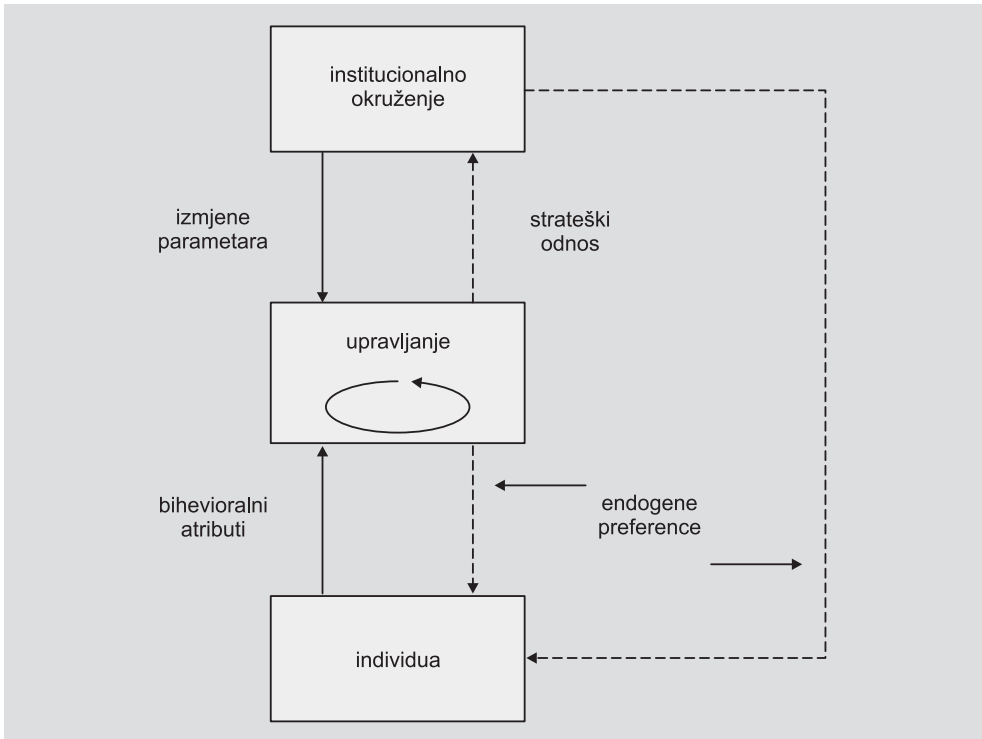 institucionalno
okruženje
izmjene
parametara
strateški
odnos
upravljanje
bihevioralni
atributi
endogene
preference
individua